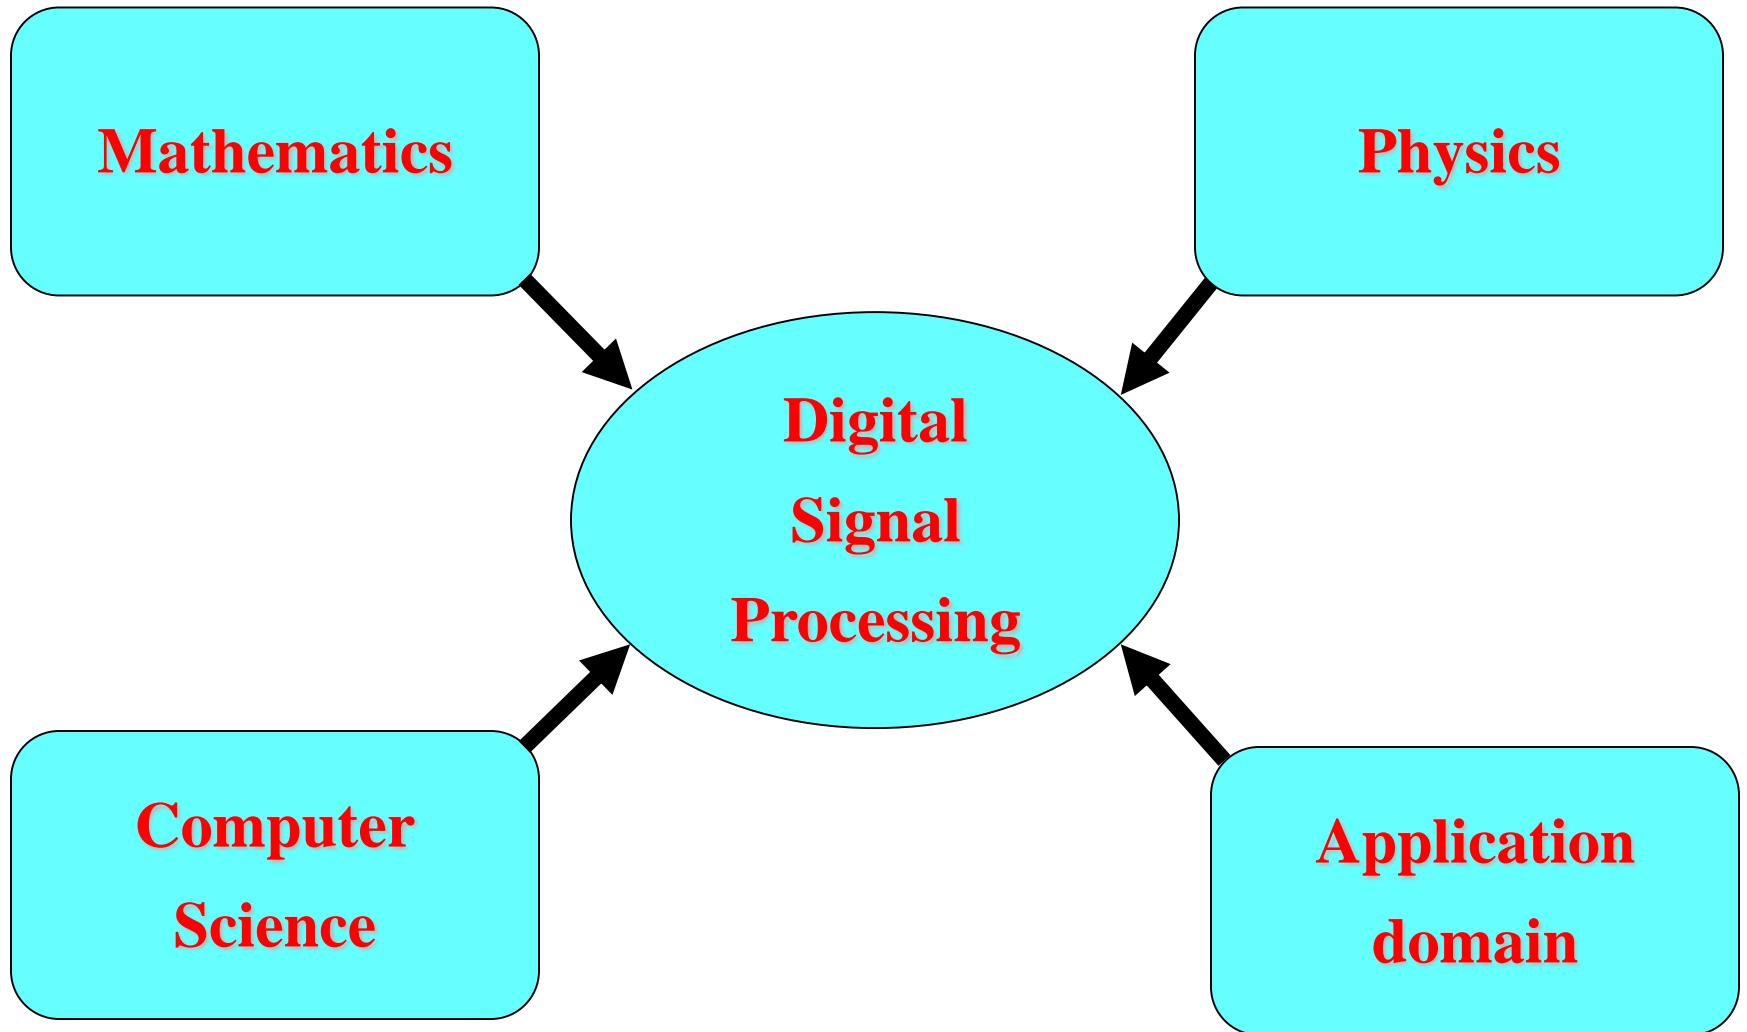 Mathematics
Physics
Digital
Signal
Processing
Computer
Science
Application
domain